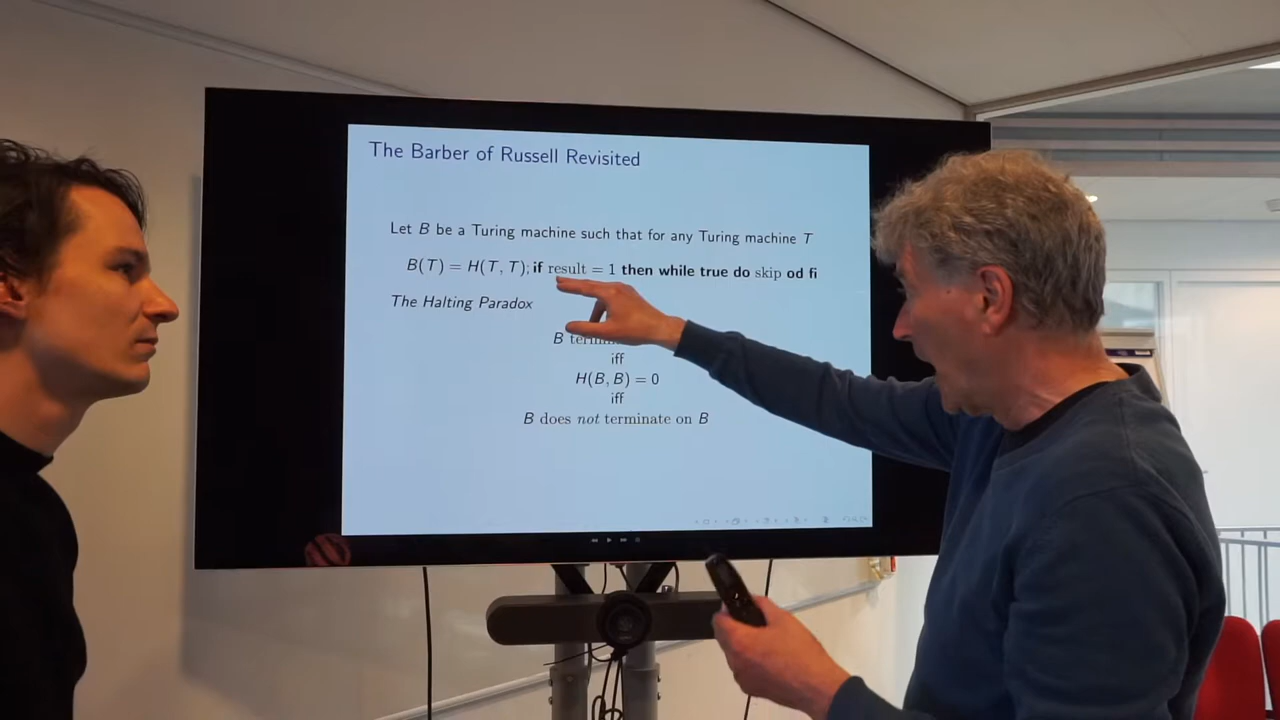 The Barber of Russell Revisited
Let B be a Turing machine such that for any Turing machine T
B(T) = H(T, T); if result = 1 then while true do skip od fi
The Halting Paradox
B
iff
H(B, B) = 0
iff
B does not terminate on B